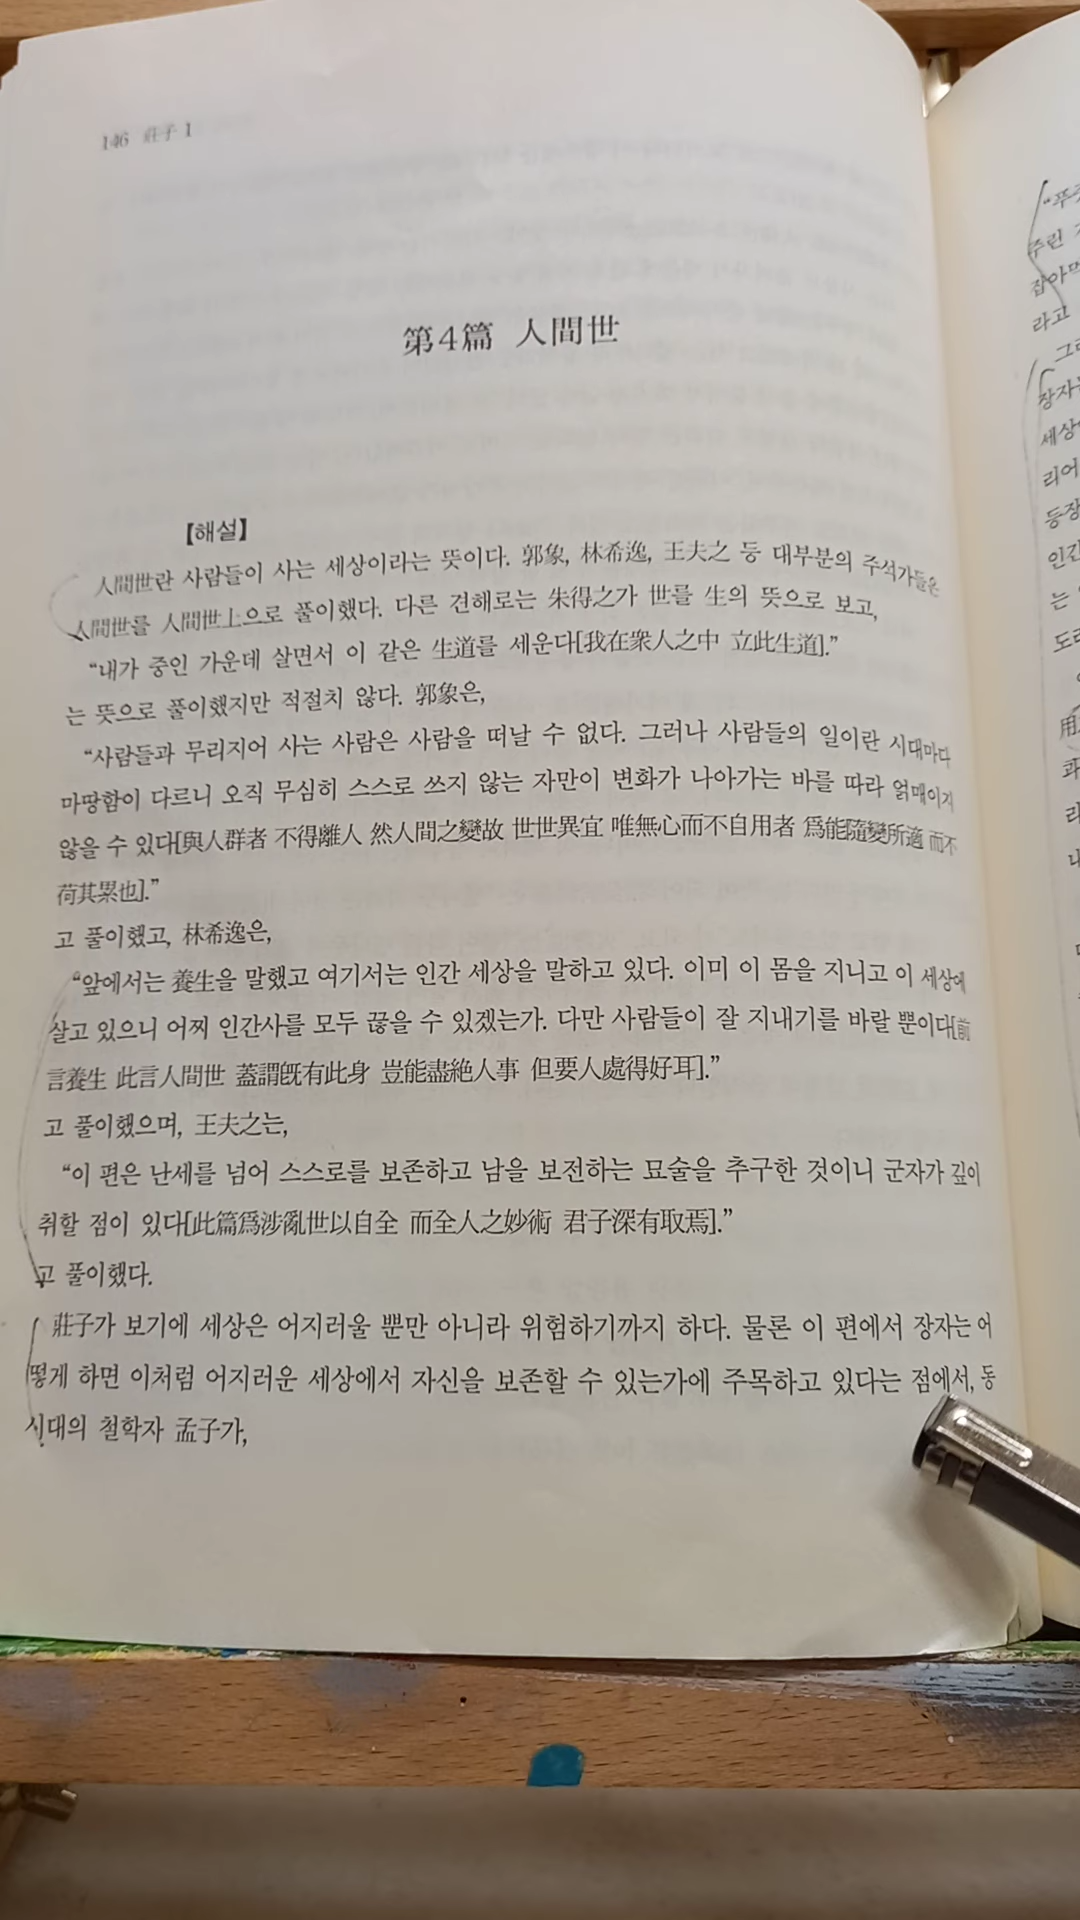 146 莊子 1
第4篇 人間世
【해설】
人間世란 사람들이 사는 세상이라는 뜻이다. 郭象, 林希逸, 王夫之 등 대부분의 주석가들은
人間世를 人間世上으로 풀이했다. 다른 견해로는 朱得之가 世를 生의 뜻으로 보고,
“내가 중인 가운데 살면서 이 같은 生道를 세운다[我在衆人之中 立此生道].”
는 뜻으로 풀이했지만 적절치 않다. 郭象은,
“사람들과 무리지어 사는 사람은 사람을 떠날 수 없다. 그러나 사람들의 일이란 시대마다
마땅함이 다르니 오직 무심히 스스로 쓰지 않는 자만이 변화가 나아가는 바를 따라 얽매이지
않을 수 있다[與人群者 不得離人 然人間之變故 世世異宜 唯無心而不自用者 爲能隨變所適 而不
荷其累也].”
고 풀이했고, 林希逸은,
“앞에서는 養生을 말했고 여기서는 인간 세상을 말하고 있다. 이미 이 몸을 지니고 이 세상에
살고 있으니 어찌 인간사를 모두 끊을 수 있겠는가. 다만 사람들이 잘 지내기를 바랄 뿐이다[前
言養生 此言人間世 蓋謂旣有此身 豈能盡絶人事 但要人處得好耳].”
고 풀이했으며, 王夫之는,
“이 편은 난세를 넘어 스스로를 보존하고 남을 보전하는 묘술을 추구한 것이니 군자가 깊이
취할 점이 있다[此篇爲涉亂世以自全 而全人之妙術 君子深有取焉].”
고 풀이했다.
莊子가 보기에 세상은 어지러울 뿐만 아니라 위험하기까지 하다. 물론 이 편에서 장자는 어
떻게 하면 이처럼 어지러운 세상에서 자신을 보존할 수 있는가에 주목하고 있다는 점에서, 동
시대의 철학자 孟子가,
주린
잡아먹
라고
장자는
세상
리어
등장
인간
는
도리
用